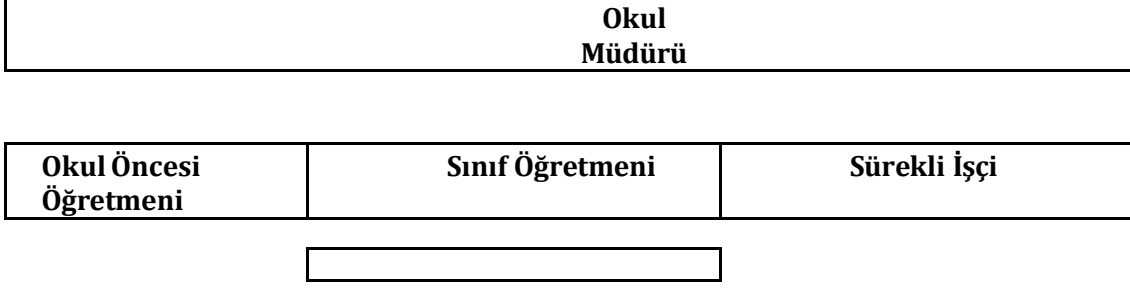 Okul
Müdürü
Okul Öncesi Sınıf Öğretmeni Sürekli İşçi
Öğretmeni